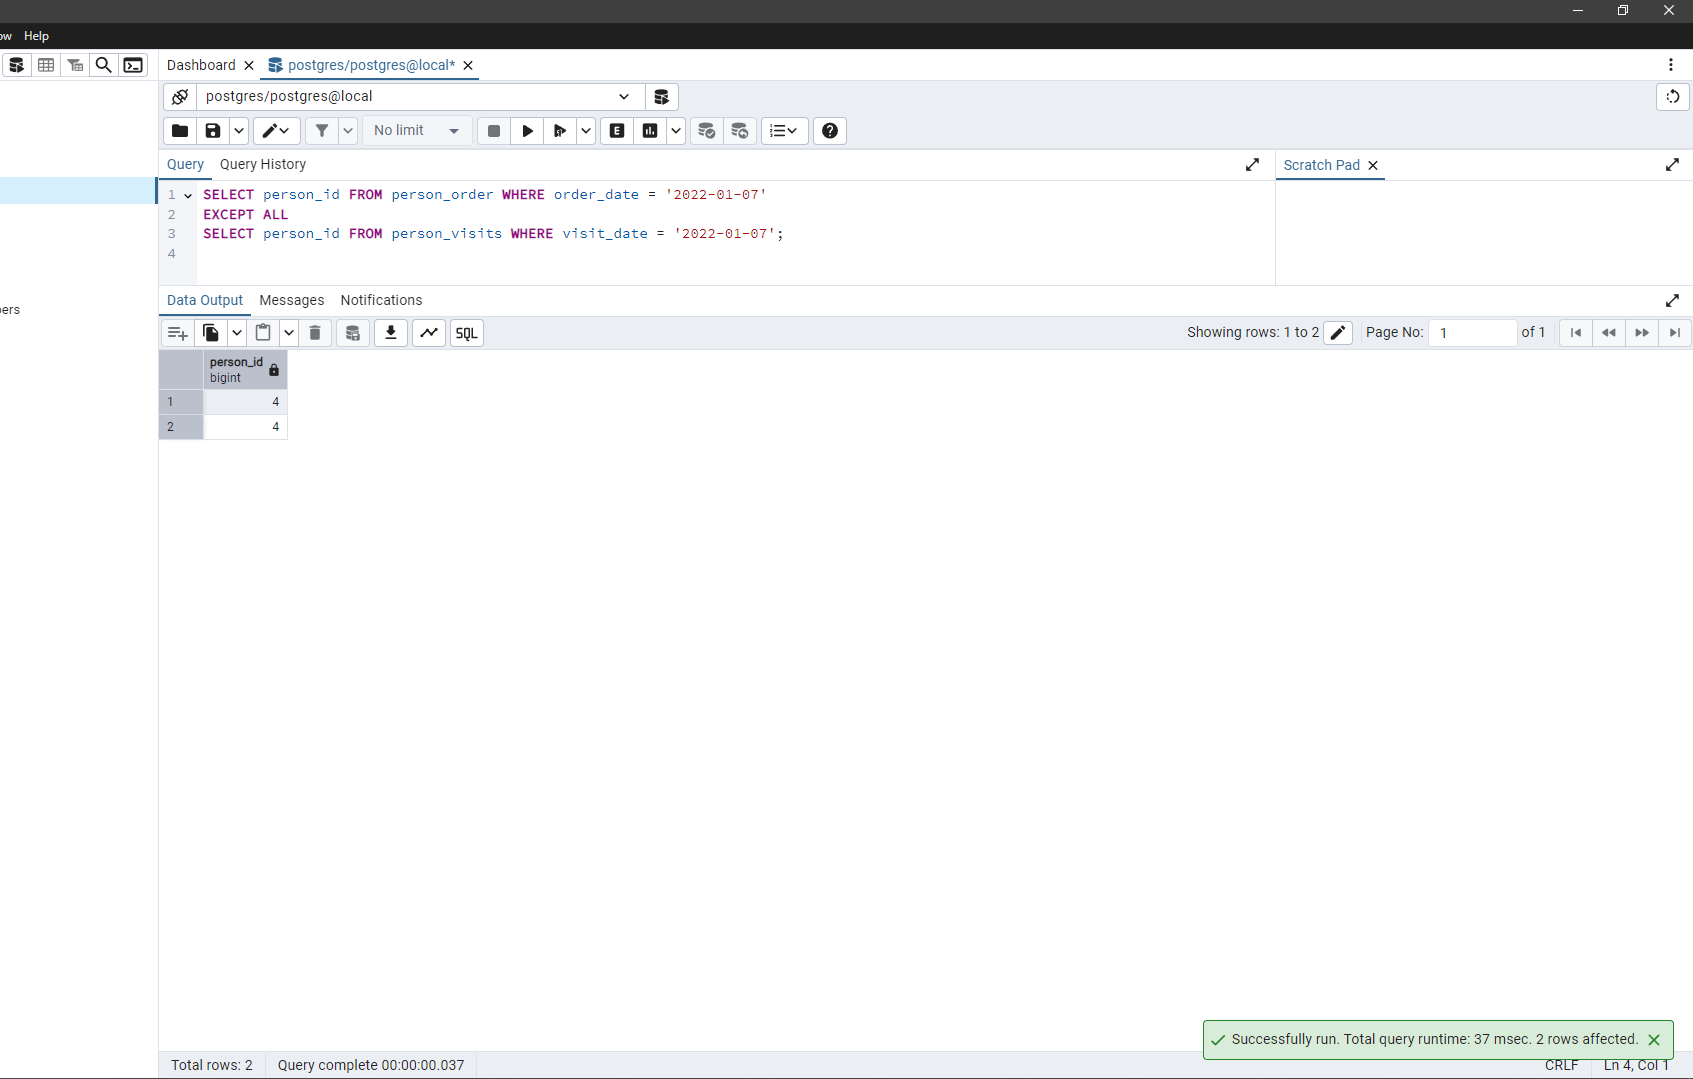 ow Help
Dashboard postgres/postgres@local*
postgres/postgres@local
No limit
E
Query Query History
Scratch Pad
1 SELECT person_id FROM person_order WHERE order_date = '2022-01-07'
2 EXCEPT ALL
3 SELECT person_id FROM person_visits WHERE visit_date = '2022-01-07';
4
ers
Data Output Messages Notifications
SQL
Showing rows: 1 to 2 Page No: 1 of 1
person_id
bigint
1 4
2 4
Successfully run. Total query runtime: 37 msec. 2 rows affected.
Total rows: 2 Query complete 00:00:00.037 CRLF Ln 4, Col 1